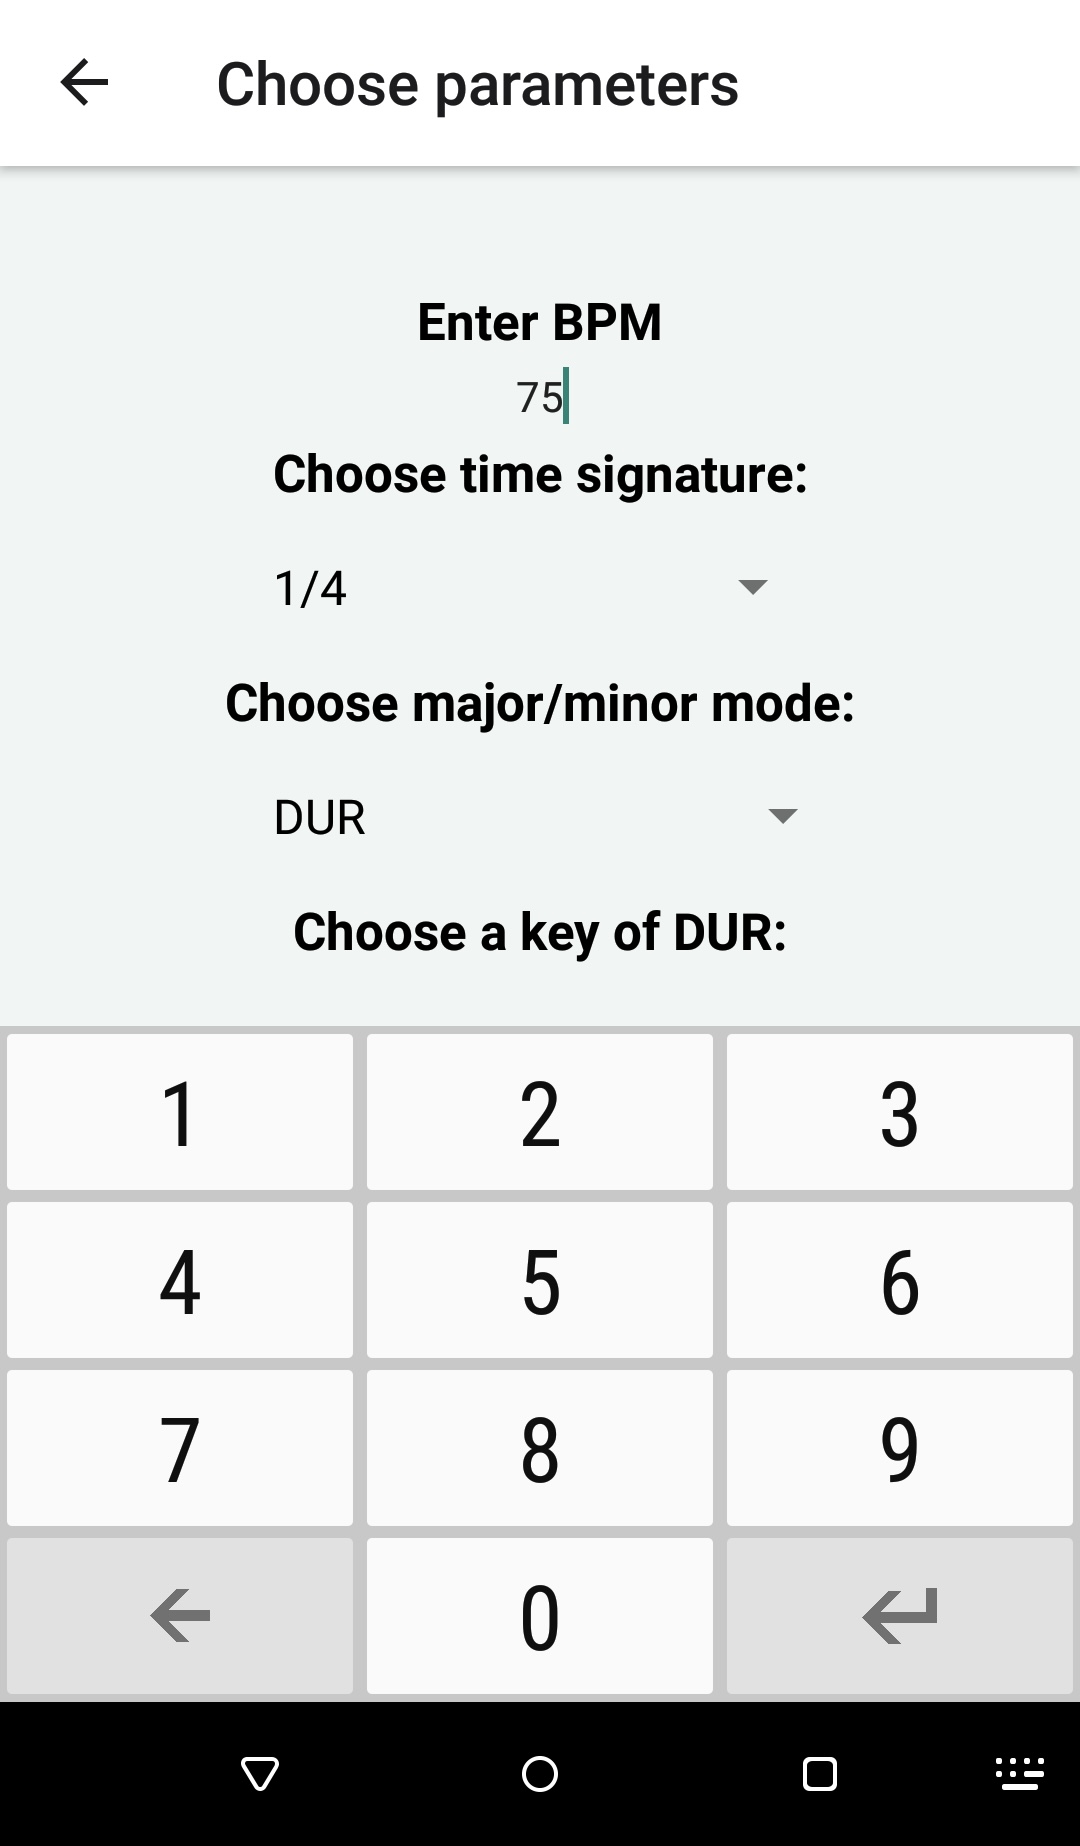 Choose parameters
Enter BPM
75
Choose time signature:
1/4
Choose major/minor mode:
DUR
Choose a key of DUR:
1 2 3
4 5 6
7 8 9
0